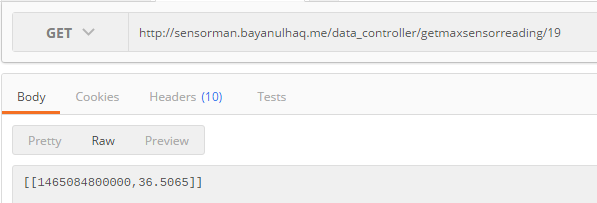 GET http://sensorman.bayanulhaq.me/data_controller/getmaxsensorreading/19
Body Cookies Headers (10) Tests
Pretty Raw Preview
[[1465084800000,36.5065]]